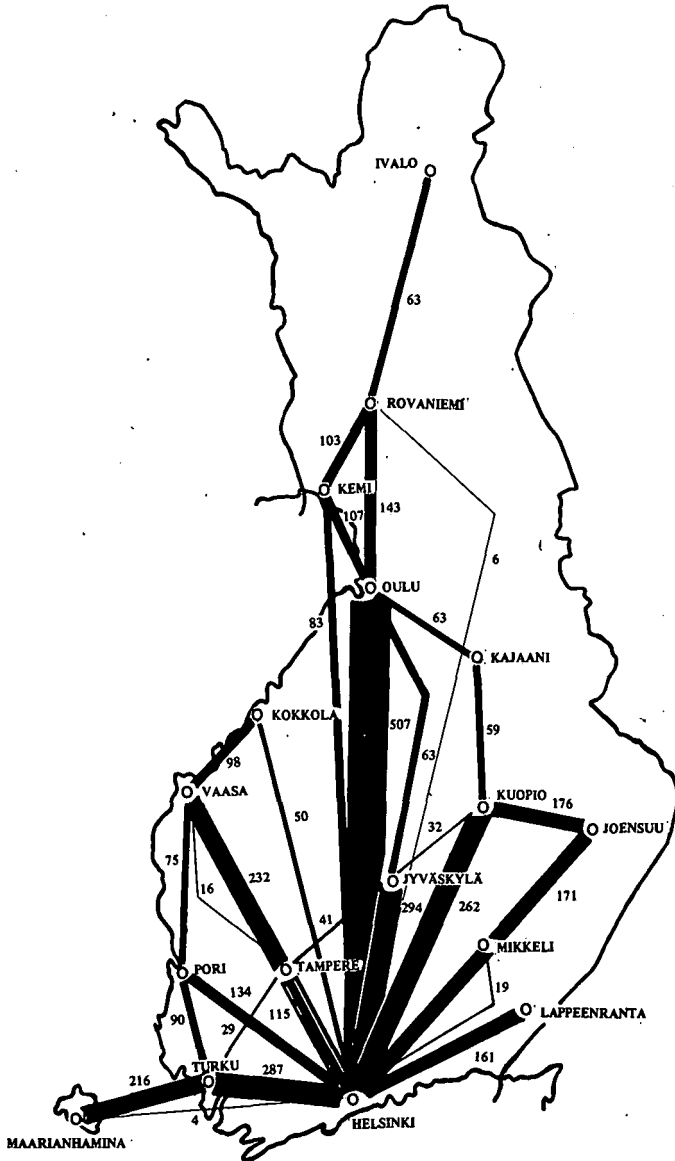 IVALO
63
ROVANIEMI
103
KEMI
143
107
6
OULU
83
63
KAJAANI
KOKKOLA
507
59
98
63
VAASA
KUOPIO
176
50
32
JOENSUU
75
232
16
JYVÄSKYLÄ
294
262
171
41
MIKKELI
PORI
TAMPERE
134
19
115
LAPPEENRANTA
90
29
TURKU
287
161
216
4
HELSINKI
MAARIANHAMINA